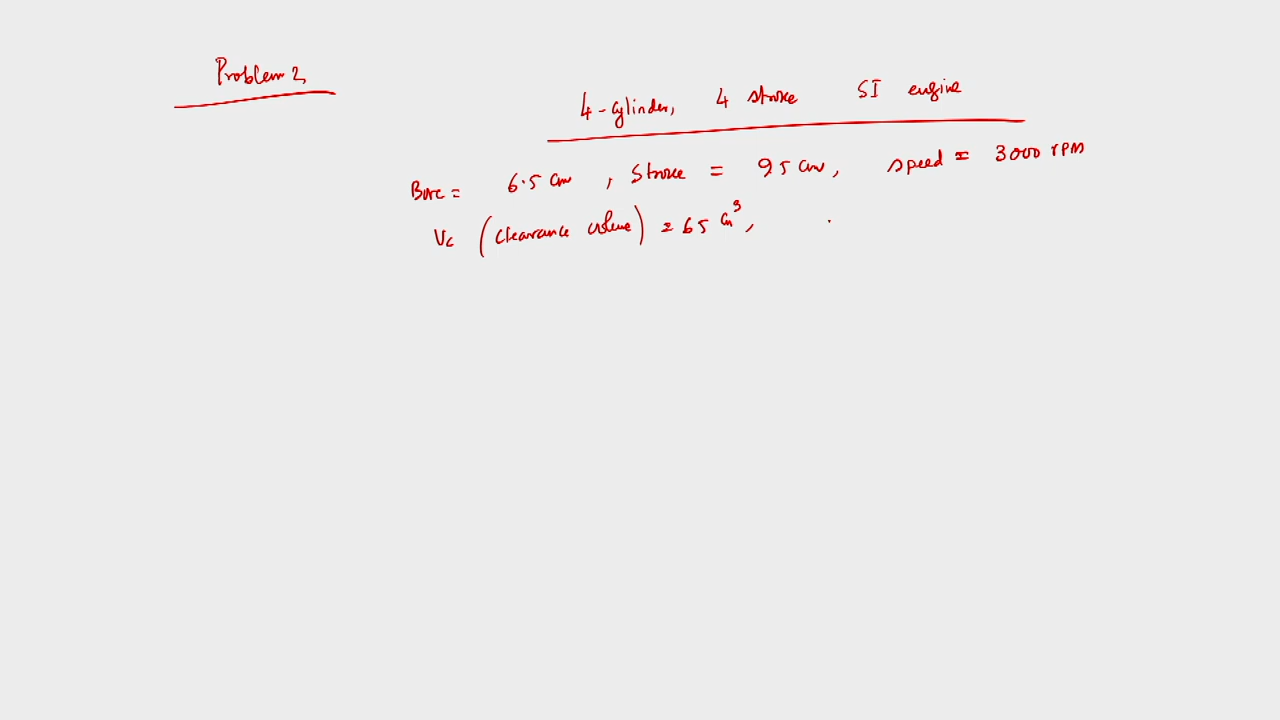 Problem 2
4-cylinder, 4 stroke SI engine
Bore = 6.5 cm, Stroke = 9.5 cm, speed = 3000 rpm
Vc (clearance volume) = 65 cm³,